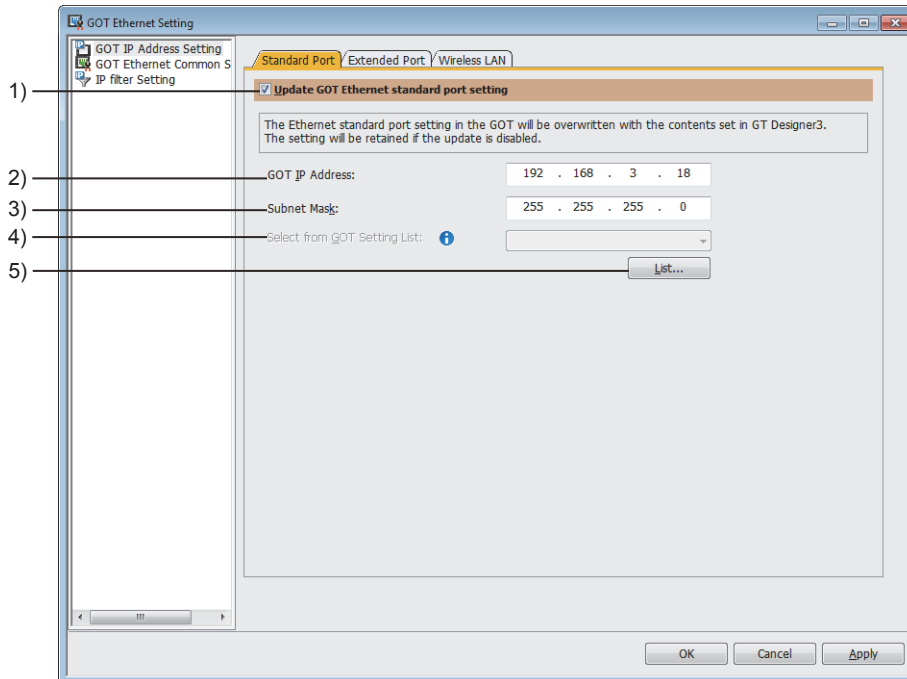 GOT Ethernet Setting
GOT IP Address Setting
GOT Ethernet Common S
IP filter Setting
Standard Port
Extended Port
Wireless LAN
1)
Update GOT Ethernet standard port setting
The Ethernet standard port setting in the GOT will be overwritten with the contents set in GT Designer3.
The setting will be retained if the update is disabled.
2)
GOT IP Address:
192 . 168 . 3 . 18
3)
Subnet Mask:
255 . 255 . 255 . 0
4)
Select from GOT Setting List:
5)
List...
OK
Cancel
Apply